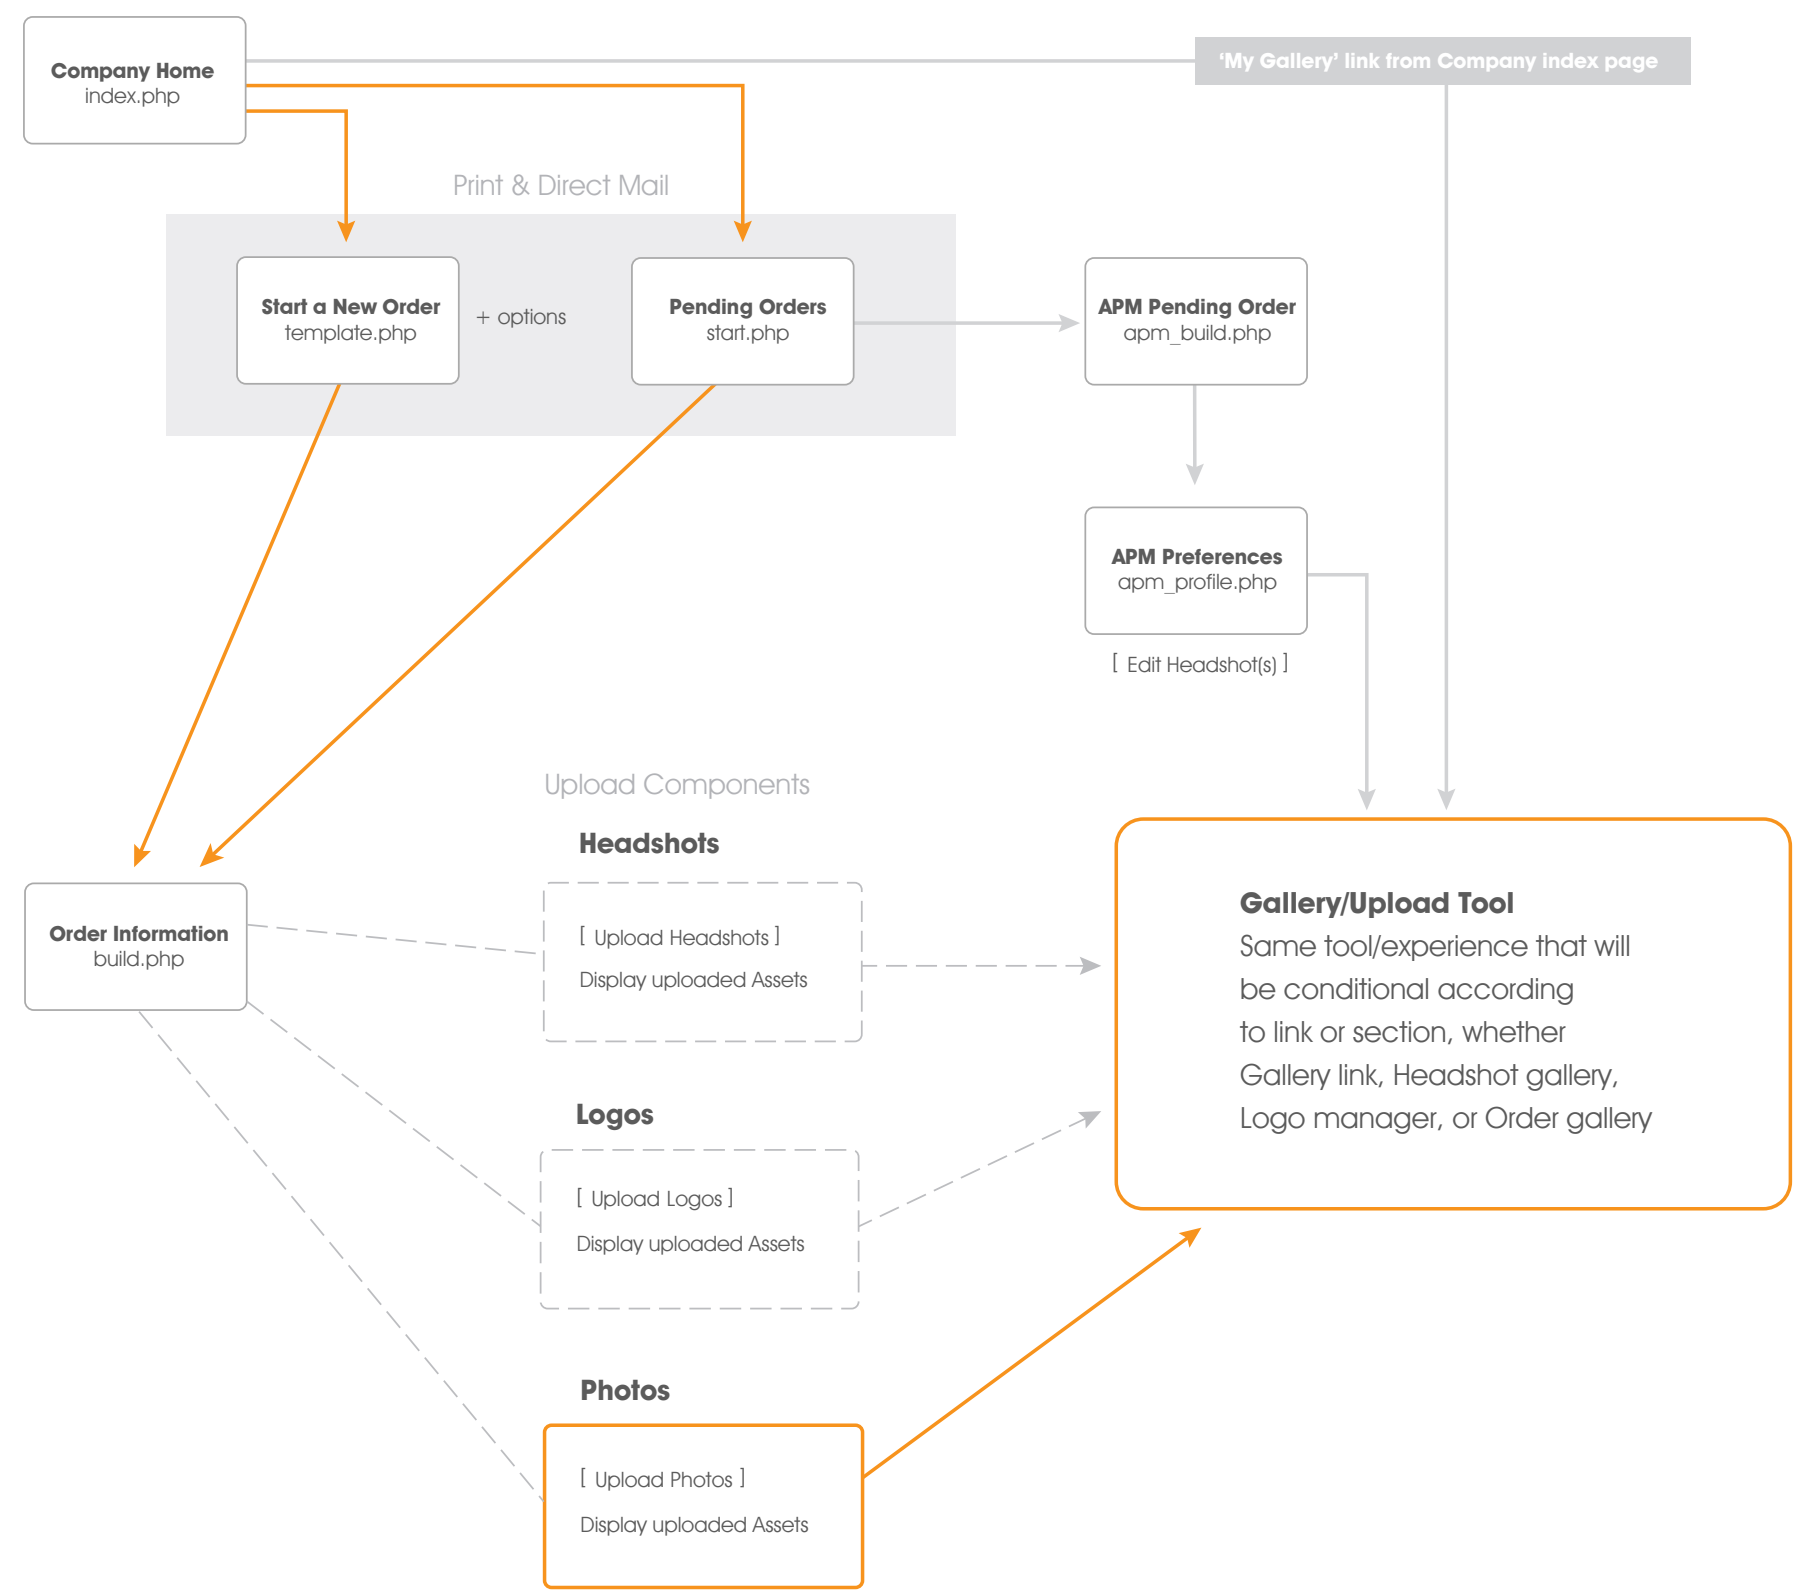 Company Home
index.php
‘My Gallery’ link from Company index page
Print & Direct Mail
Start a New Order
template.php
+ options
Pending Orders
start.php
APM Pending Order
apm_build.php
APM Preferences
apm_profile.php
[ Edit Headshot(s) ]
Upload Components
Headshots
[ Upload Headshots ]
Display uploaded Assets
Order Information
build.php
Logos
[ Upload Logos ]
Display uploaded Assets
Photos
[ Upload Photos ]
Display uploaded Assets
Gallery/Upload Tool
Same tool/experience that will
be conditional according
to link or section, whether
Gallery link, Headshot gallery,
Logo manager, or Order gallery